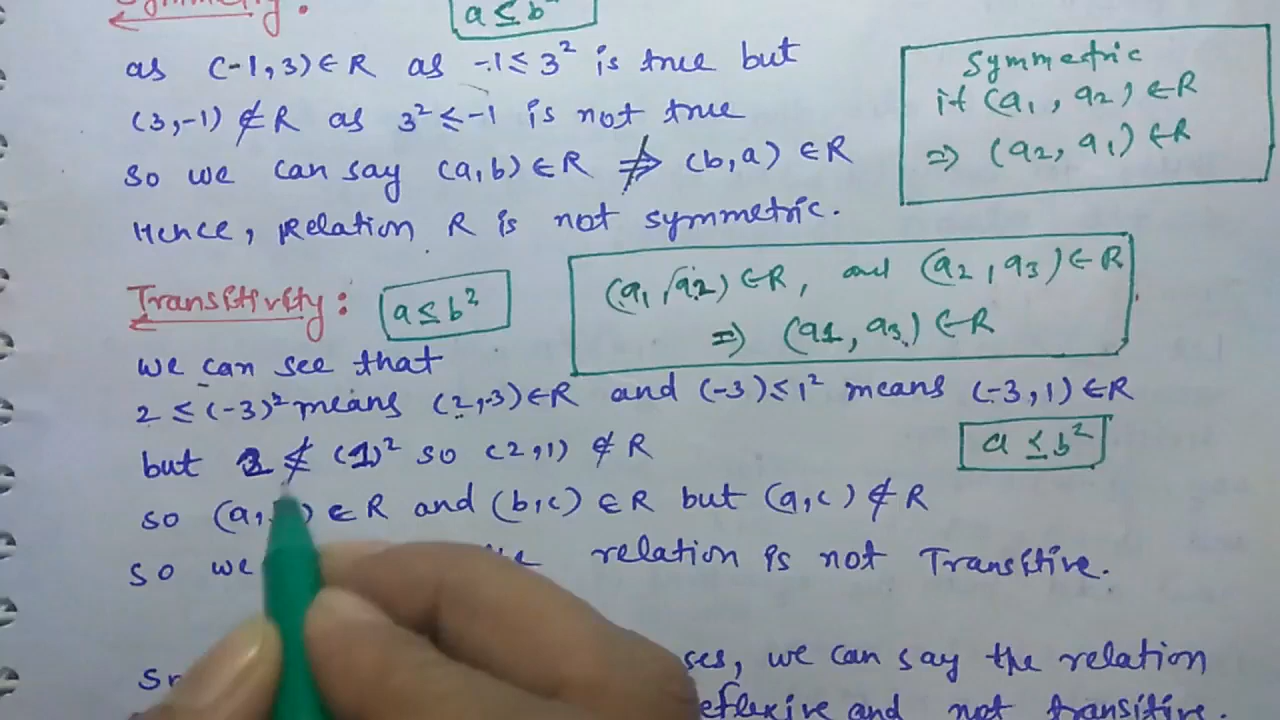 a ≤ b²
as (-1, 3) ∈ R as -1 ≤ 3² is true but
(3, -1) ∉ R as 3² ≤ -1 is not true
So we can say (a, b) ∈ R ⇏ (b, a) ∈ R
Hence, Relation R is not symmetric.
Symmetric
if (a1, a2) ∈ R
⇒ (a2, a1) ∈ R
Transitivity:
a ≤ b²
(a1, a2) ∈ R, and (a2, a3) ∈ R
⇒ (a1, a3) ∈ R
we can see that
2 ≤ (-3)² means (2, -3) ∈ R and (-3) ≤ 1² means (-3, 1) ∈ R
but 2 ≰ (1)² so (2, 1) ∉ R
a ≤ b²
so (a, ) ∈ R and (b, c) ∈ R but (a, c) ∉ R
so we relation is not Transitive.
we can say the relation
and not transitive.